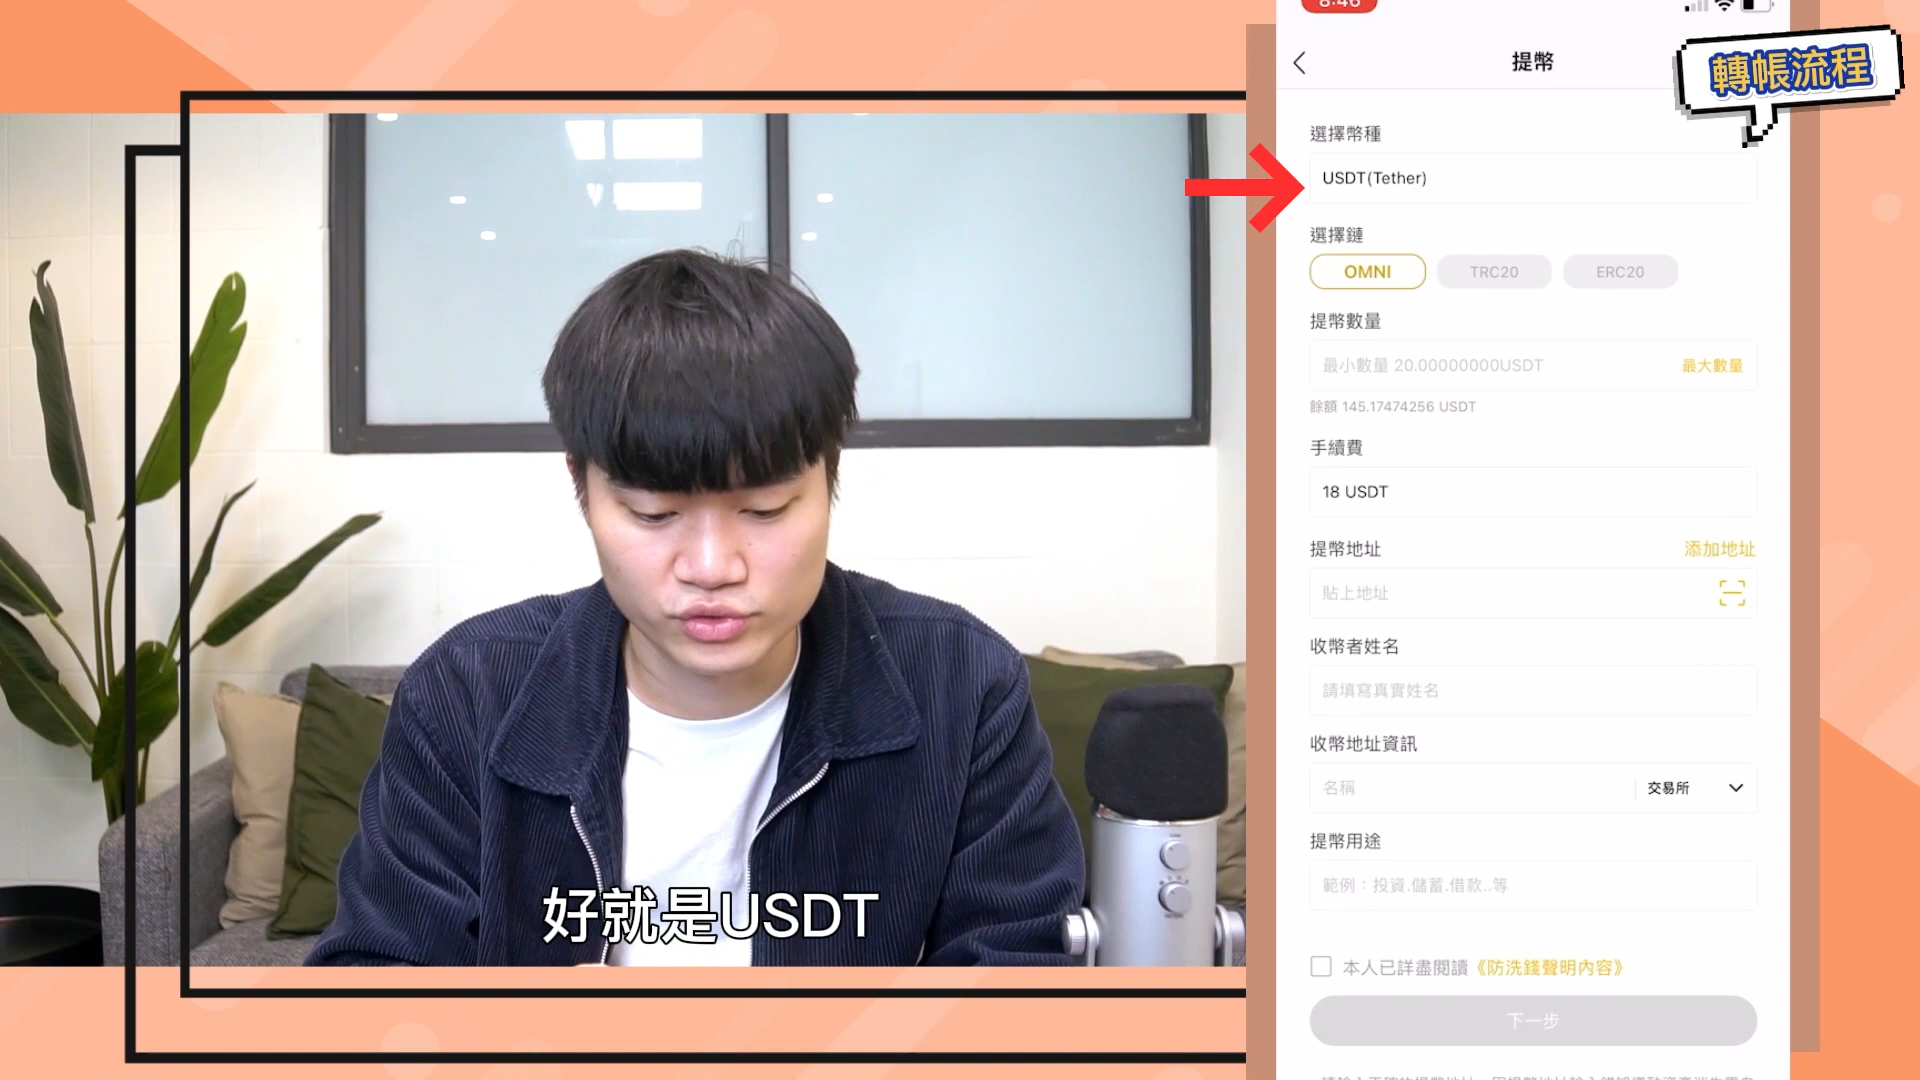 8:46
提幣
轉帳流程
選擇幣種
USDT(Tether)
選擇鏈
OMNI TRC20 ERC20
提幣數量
最小數量 20.00000000USDT 最大數量
餘額 145.17474256 USDT
手續費
18 USDT
提幣地址 添加地址
貼上地址
收幣者姓名
請填寫真實姓名
收幣地址資訊
名稱 交易所
提幣用途
範例：投資.儲蓄.借款..等
好就是USDT
本人已詳盡閱讀《防洗錢聲明內容》
下一步